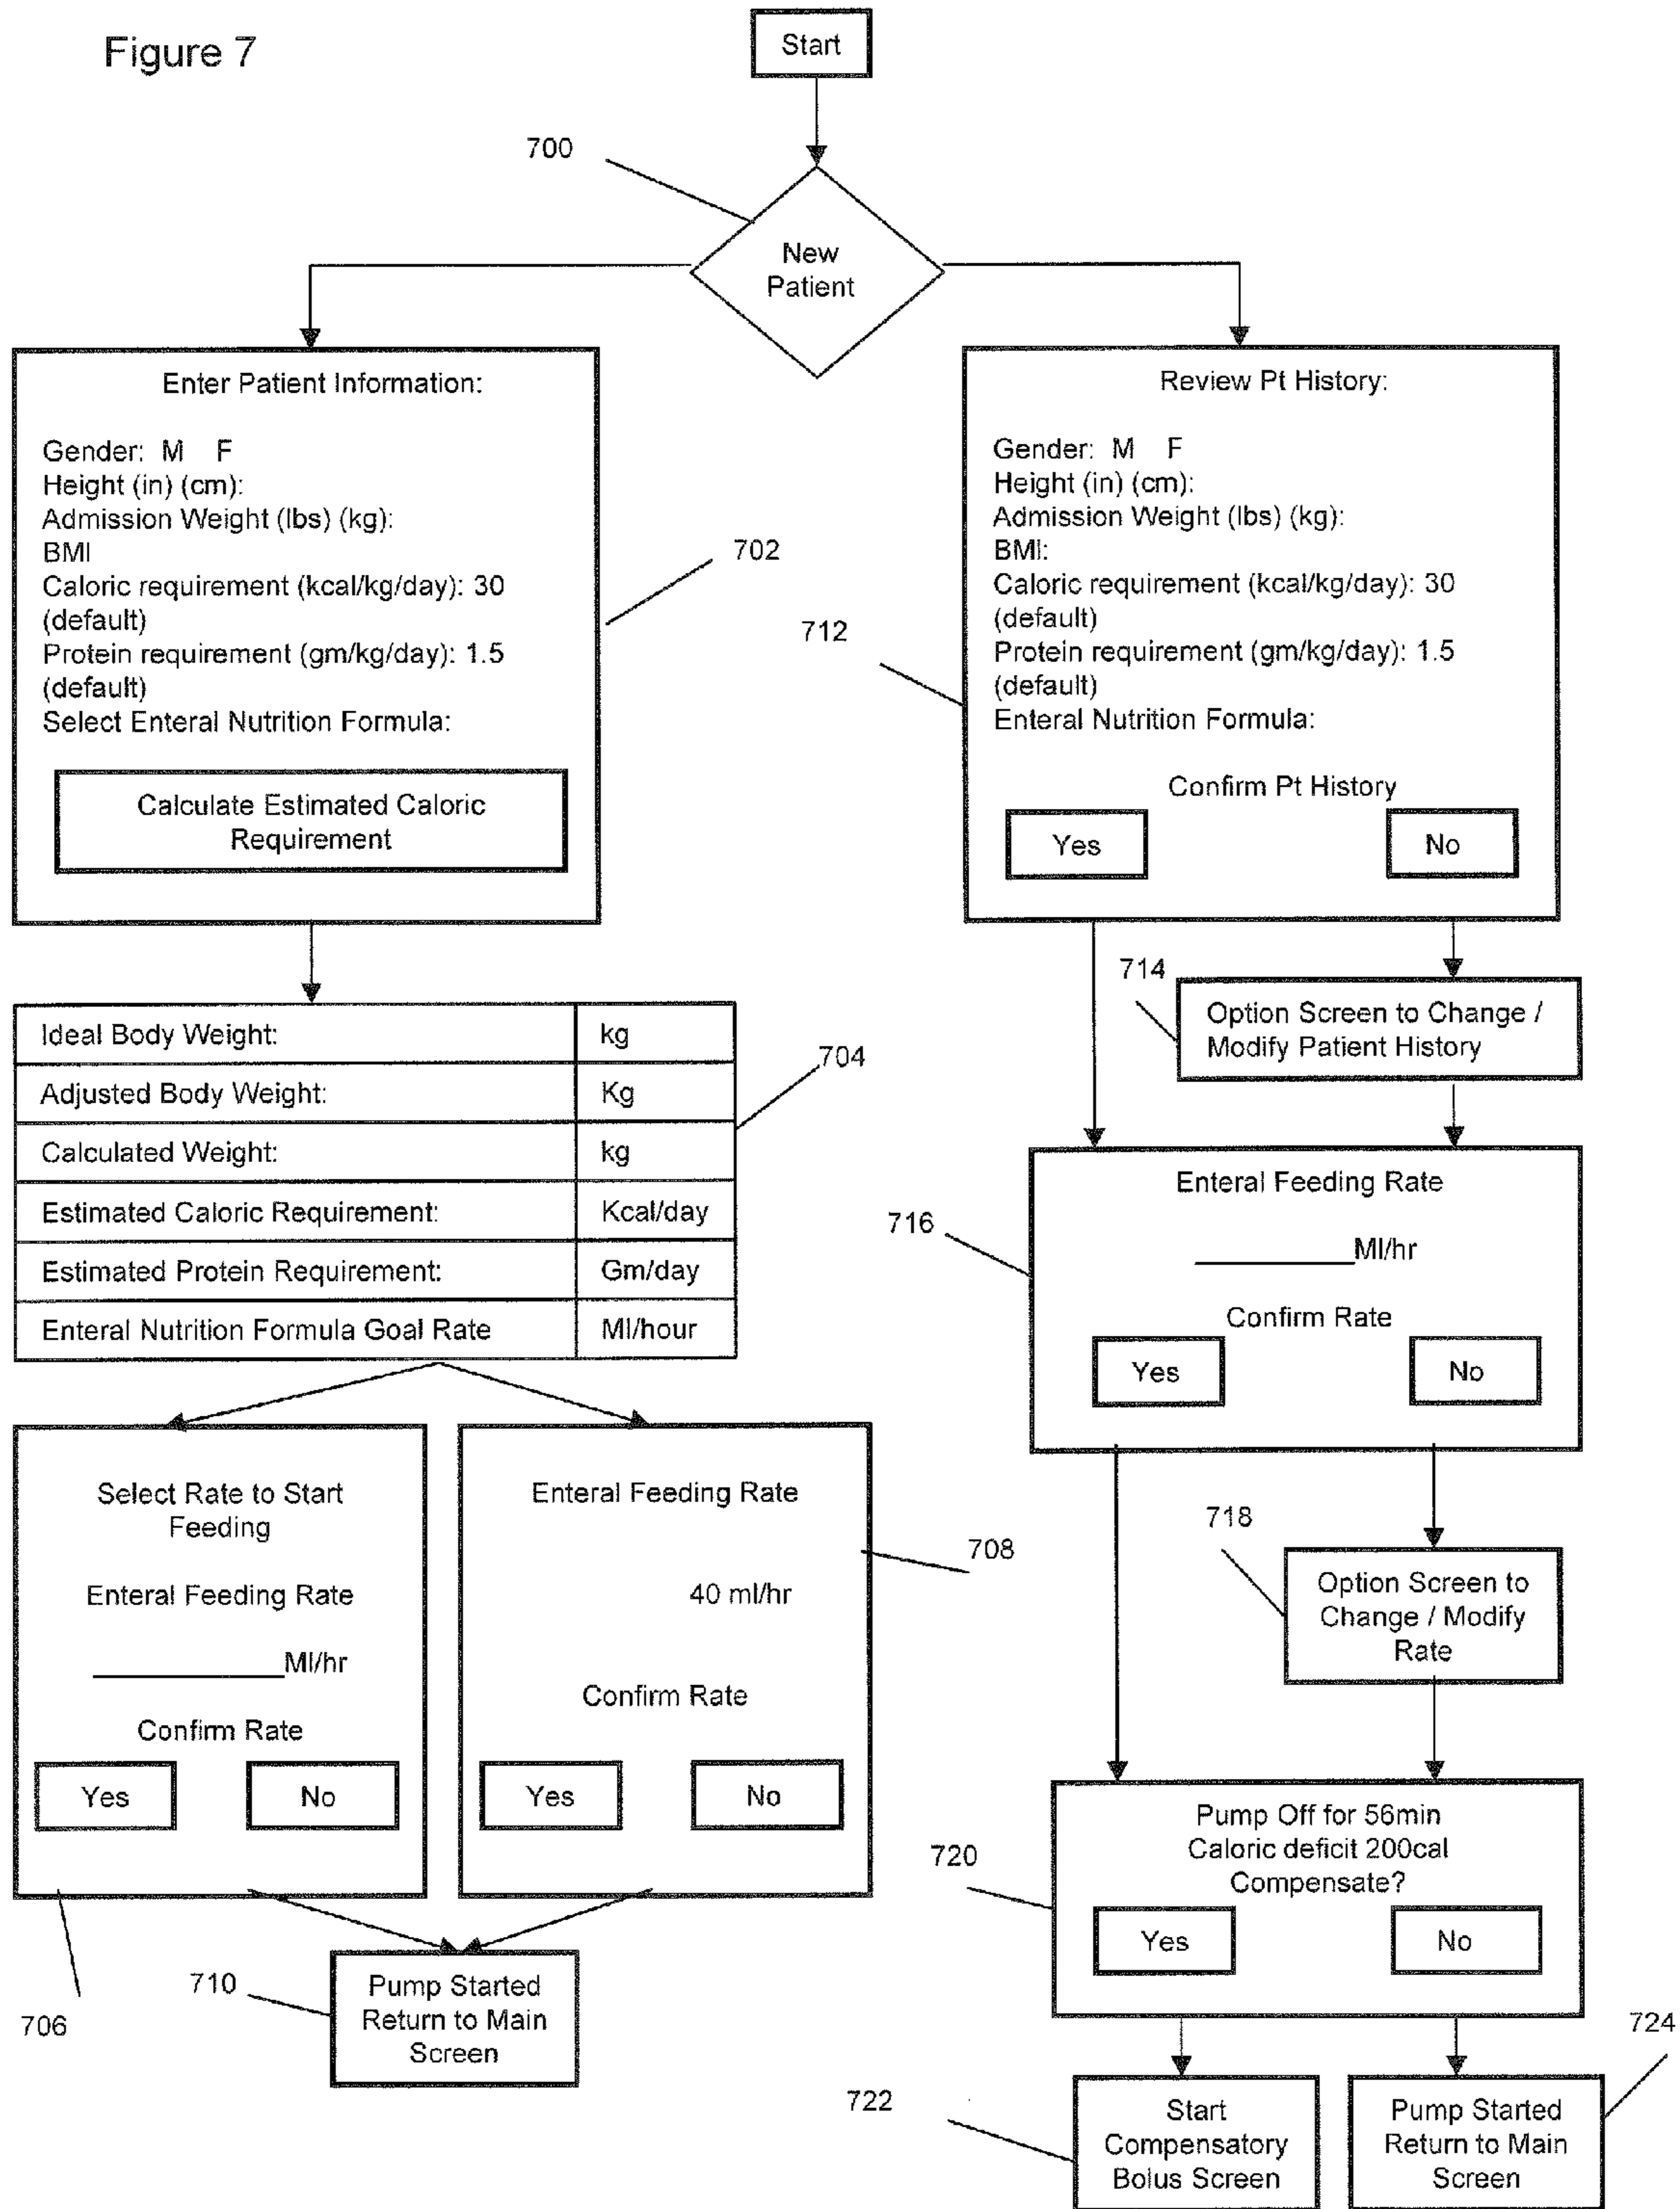 Figure 7
Start
700
New
Patient
Enter Patient Information:
Gender: M F
Height (in) (cm):
Admission Weight (lbs) (kg):
BMI
Caloric requirement (kcal/kg/day): 30
(default)
Protein requirement (gm/kg/day): 1.5
(default)
Select Enteral Nutrition Formula:
Calculate Estimated Caloric
Requirement
702
Ideal Body Weight: kg
Adjusted Body Weight: Kg
Calculated Weight: kg
Estimated Caloric Requirement: Kcal/day
Estimated Protein Requirement: Gm/day
Enteral Nutrition Formula Goal Rate Ml/hour
704
Select Rate to Start
Feeding
Enteral Feeding Rate
___________Ml/hr
Confirm Rate
Yes No
706
Enteral Feeding Rate
40 ml/hr
Confirm Rate
Yes No
708
710
Pump Started
Return to Main
Screen
Review Pt History:
Gender: M F
Height (in) (cm):
Admission Weight (lbs) (kg):
BMI:
Caloric requirement (kcal/kg/day): 30
(default)
Protein requirement (gm/kg/day): 1.5
(default)
Enteral Nutrition Formula:
Confirm Pt History
Yes No
712
714
Option Screen to Change /
Modify Patient History
716
Enteral Feeding Rate
_________Ml/hr
Confirm Rate
Yes No
718
Option Screen to
Change / Modify
Rate
720
Pump Off for 56min
Caloric deficit 200cal
Compensate?
Yes No
722
Start
Compensatory
Bolus Screen
724
Pump Started
Return to Main
Screen